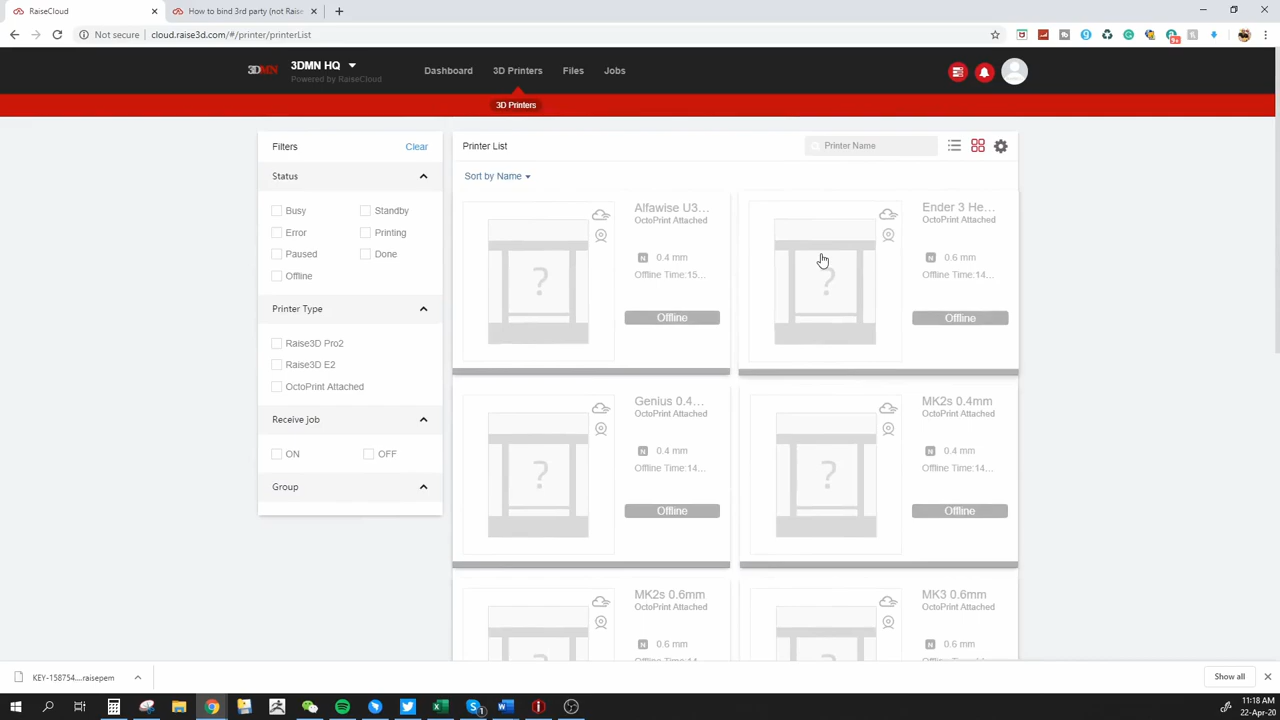 RaiseCloud
How to bind 3rd party (not Raise
Not secure
cloud.raise3d.com/#/printer/printerList
9+
3DMN
3DMN HQ
Powered by RaiseCloud
Dashboard
3D Printers
Files
Jobs
3D Printers
Filters
Clear
Status
Busy
Standby
Error
Printing
Paused
Done
Offline
Printer Type
Raise3D Pro2
Raise3D E2
OctoPrint Attached
Receive job
ON
OFF
Group
Printer List
Printer Name
Sort by Name
?
Alfawise U3...
OctoPrint Attached
N 0.4 mm
Offline Time:15...
Offline
?
Ender 3 He...
OctoPrint Attached
N 0.6 mm
Offline Time:14...
Offline
?
Genius 0.4...
OctoPrint Attached
N 0.4 mm
Offline Time:14...
Offline
?
MK2s 0.4mm
OctoPrint Attached
N 0.4 mm
Offline Time:14...
Offline
MK2s 0.6mm
OctoPrint Attached
N 0.6 mm
MK3 0.6mm
OctoPrint Attached
N 0.6 mm
KEY-158754....raisepem
Show all
11:18 AM
22-Apr-20